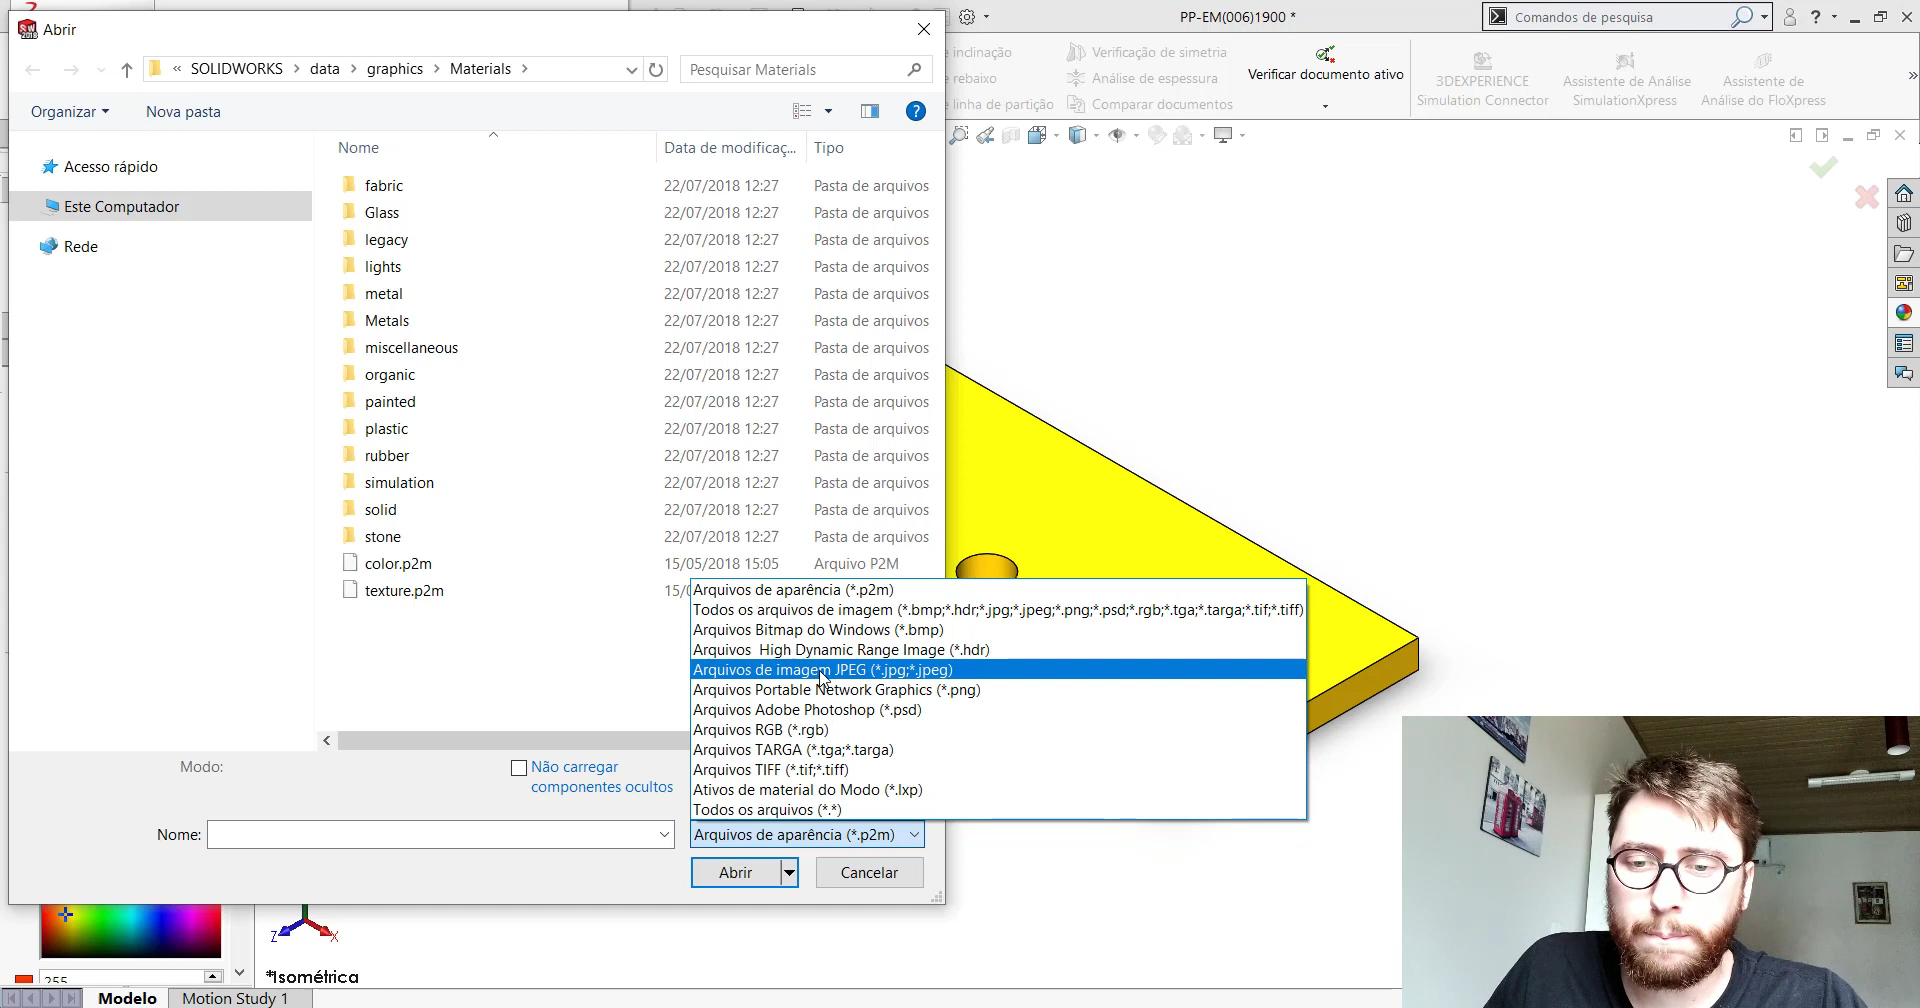 Abrir
PP-EM(006)1900 *
Comandos de pesquisa
?
« SOLIDWORKS > data > graphics > Materials >
Pesquisar Materials
e inclinação
Verificação de simetria
e rebaixo
Análise de espessura
e linha de partição
Comparar documentos
Verificar documento ativo
3DEXPERIENCE
Simulation Connector
Assistente de Análise
SimulationXpress
Assistente de
Análise do FloXpress
»
Organizar
Nova pasta
?
Acesso rápido
Este Computador
Rede
Nome
Data de modificaç...
Tipo
fabric 22/07/2018 12:27 Pasta de arquivos
Glass 22/07/2018 12:27 Pasta de arquivos
legacy 22/07/2018 12:27 Pasta de arquivos
lights 22/07/2018 12:27 Pasta de arquivos
metal 22/07/2018 12:27 Pasta de arquivos
Metals 22/07/2018 12:27 Pasta de arquivos
miscellaneous 22/07/2018 12:27 Pasta de arquivos
organic 22/07/2018 12:27 Pasta de arquivos
painted 22/07/2018 12:27 Pasta de arquivos
plastic 22/07/2018 12:27 Pasta de arquivos
rubber 22/07/2018 12:27 Pasta de arquivos
simulation 22/07/2018 12:27 Pasta de arquivos
solid 22/07/2018 12:27 Pasta de arquivos
stone 22/07/2018 12:27 Pasta de arquivos
color.p2m 15/05/2018 15:05 Arquivo P2M
texture.p2m 15/0
Arquivos de aparência (*.p2m)
Todos os arquivos de imagem (*.bmp;*.hdr;*.jpg;*.jpeg;*.png;*.psd;*.rgb;*.tga;*.targa;*.tif;*.tiff)
Arquivos Bitmap do Windows (*.bmp)
Arquivos  High Dynamic Range Image (*.hdr)
Arquivos de imagem JPEG (*.jpg;*.jpeg)
Arquivos Portable Network Graphics (*.png)
Arquivos Adobe Photoshop (*.psd)
Arquivos RGB (*.rgb)
Arquivos TARGA (*.tga;*.targa)
Arquivos TIFF (*.tif;*.tiff)
Ativos de material do Modo (*.lxp)
Todos os arquivos (*.*)
Modo:
Não carregar
componentes ocultos
Nome:
Arquivos de aparência (*.p2m)
Abrir
Cancelar
Z
X
*Isométrica
255
Modelo
Motion Study 1